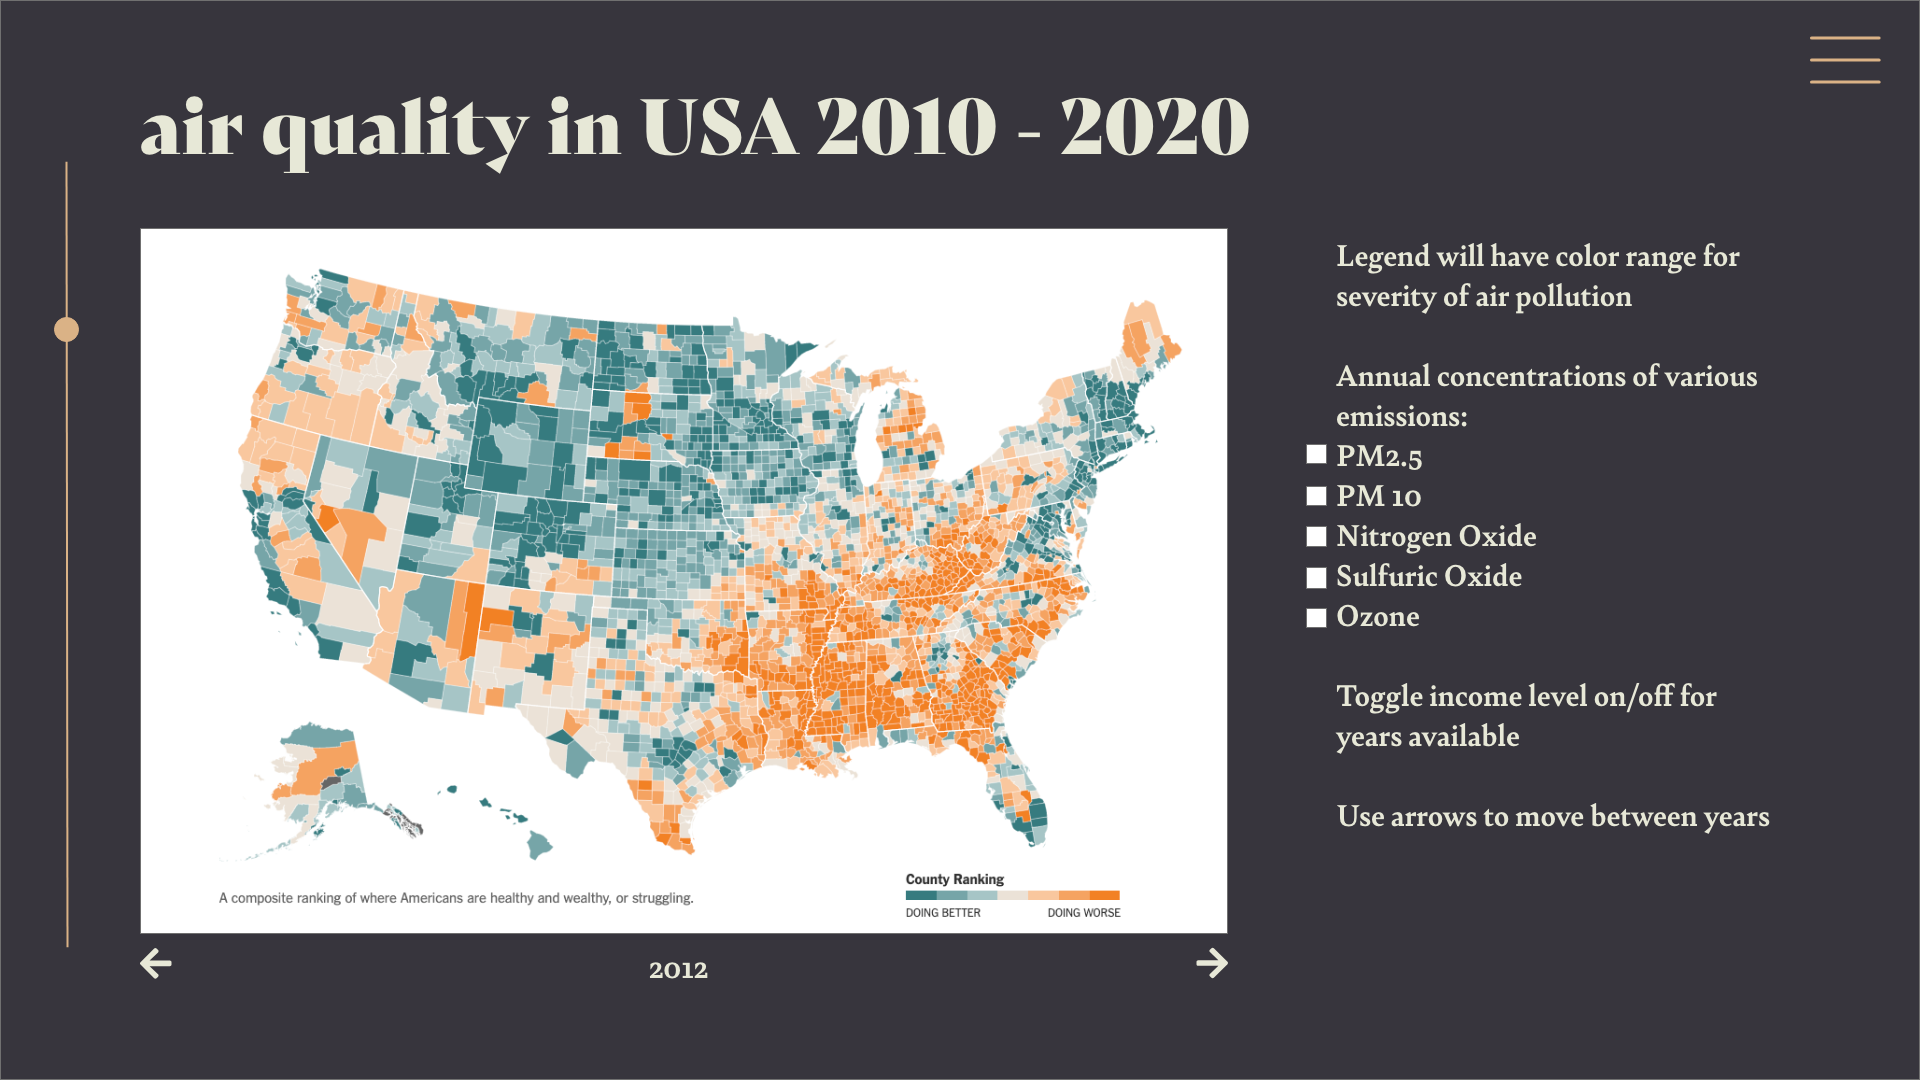 air quality in USA 2010 - 2020
Legend will have color range for
severity of air pollution
Annual concentrations of various
emissions:
PM2.5
PM 10
Nitrogen Oxide
Sulfuric Oxide
Ozone
Toggle income level on/off for
years available
Use arrows to move between years
County Ranking
DOING BETTER DOING WORSE
A composite ranking of where Americans are healthy and wealthy, or struggling.
2012